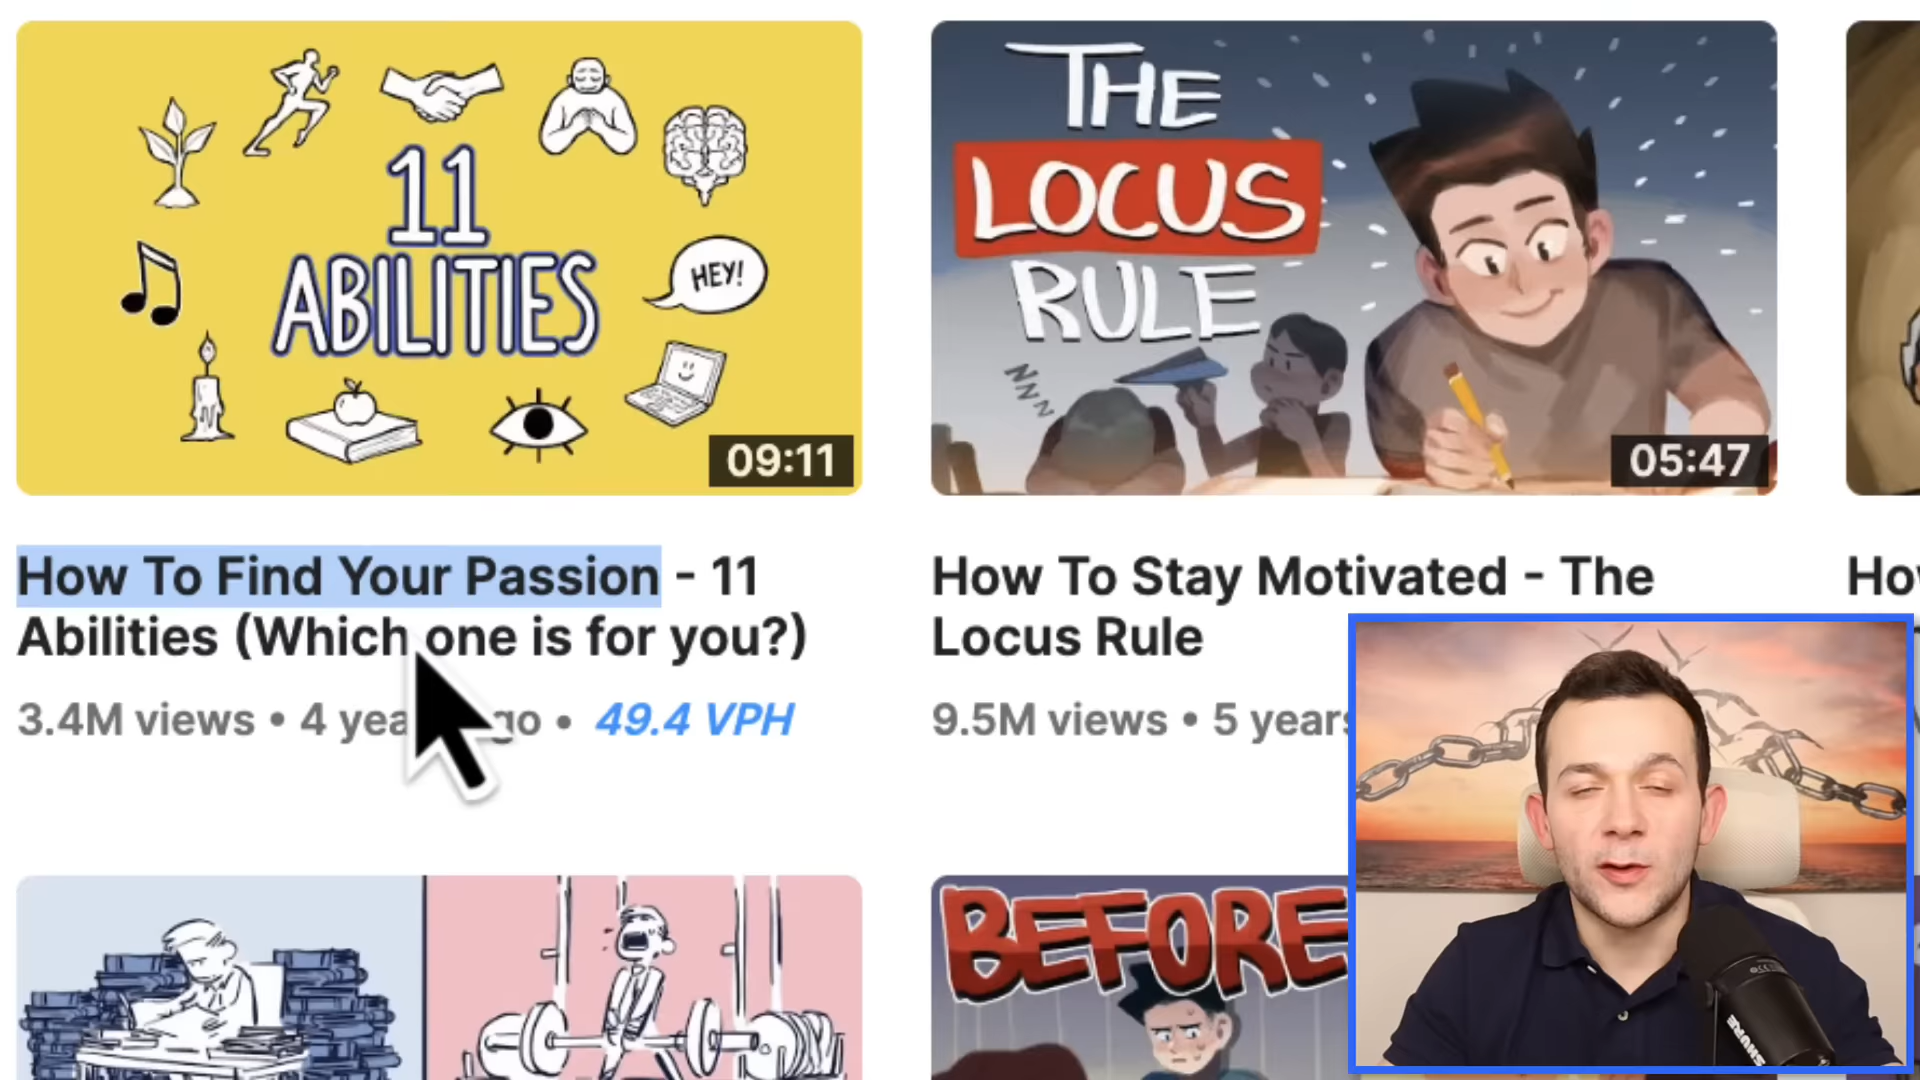 11
ABILITIES
HEY!
09:11
THE
LOCUS
RULE
NNN
05:47
How To Find Your Passion - 11
Abilities (Which one is for you?)
3.4M views • 4 yea go • 49.4 VPH
How To Stay Motivated - The
Locus Rule
9.5M views • 5 years
BEFORE
SHURE